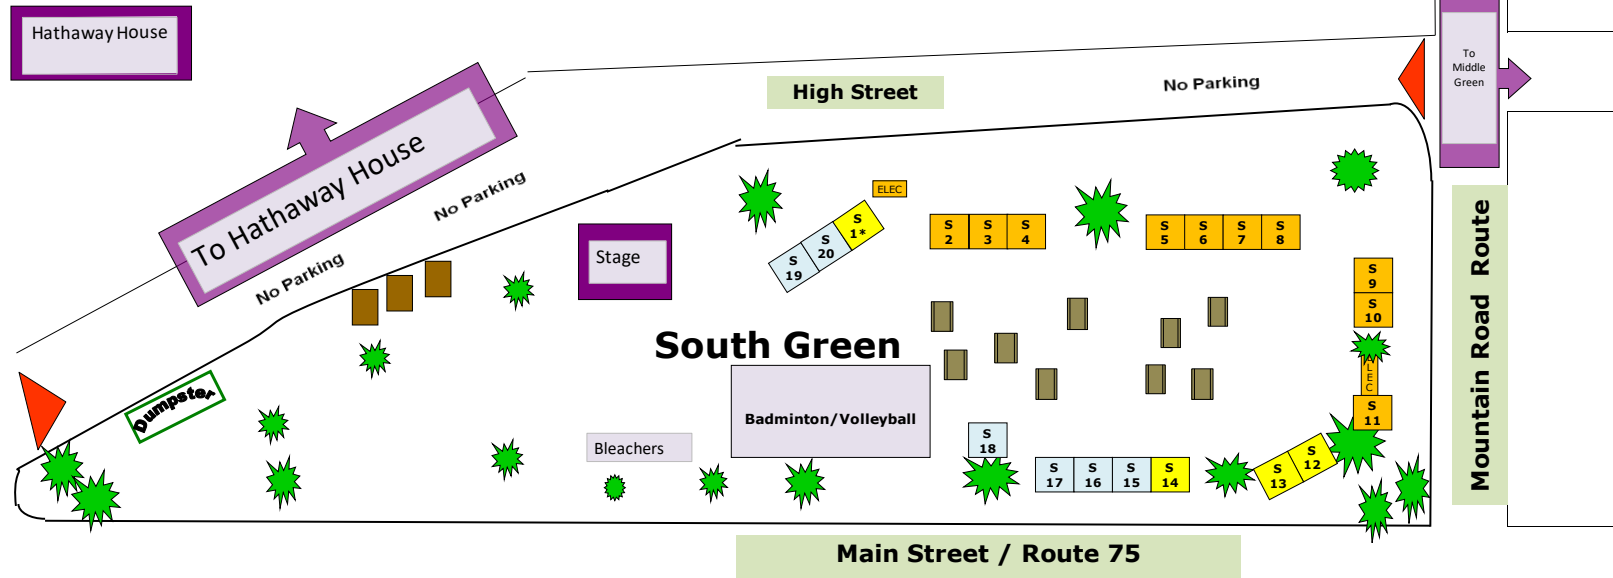 Hathaway House
To
Middle
Green
High Street
No Parking
To Hathaway House
No Parking
No Parking
ELEC
S
1*
S
20
S
19
S
2
S
3
S
4
S
5
S
6
S
7
S
8
Stage
S
9
S
10
ELEC
S
11
Mountain Road Route
South Green
Dumpster
Badminton/Volleyball
Bleachers
S
18
S
17
S
16
S
15
S
14
S
13
S
12
Main Street / Route 75